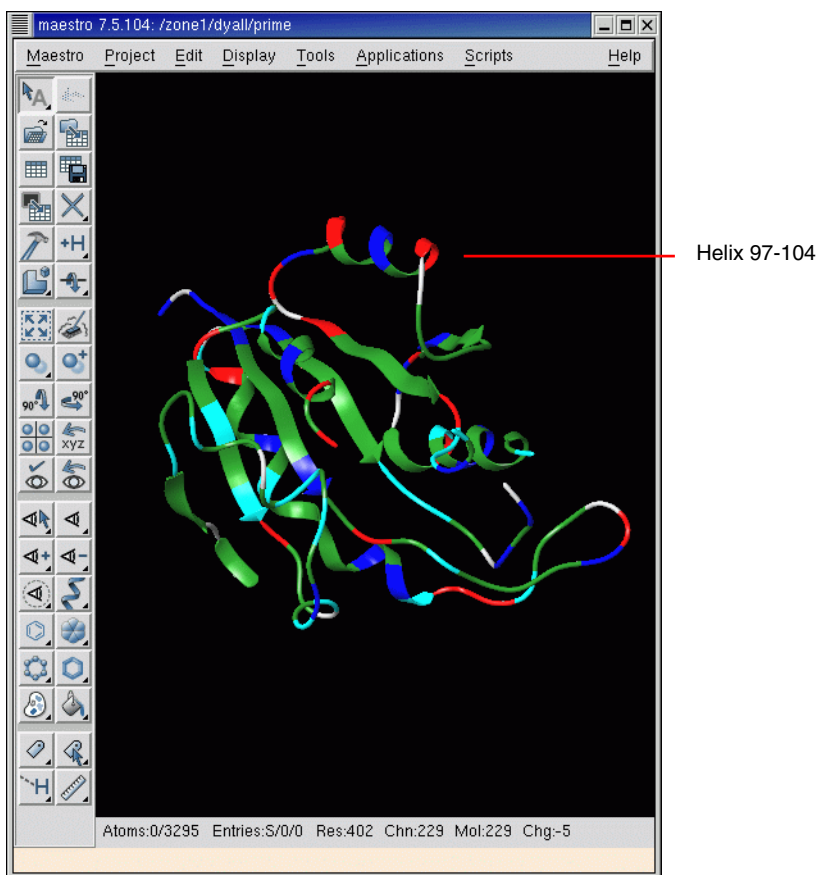 maestro 7.5.104: /zone1/dyall/prime
Maestro Project Edit Display Tools Applications Scripts Help
A
+H
Helix 97-104
90° 90°
xyz
+ -
H
Atoms:0/3295 Entries:S/0/0 Res:402 Chn:229 Mol:229 Chg:-5